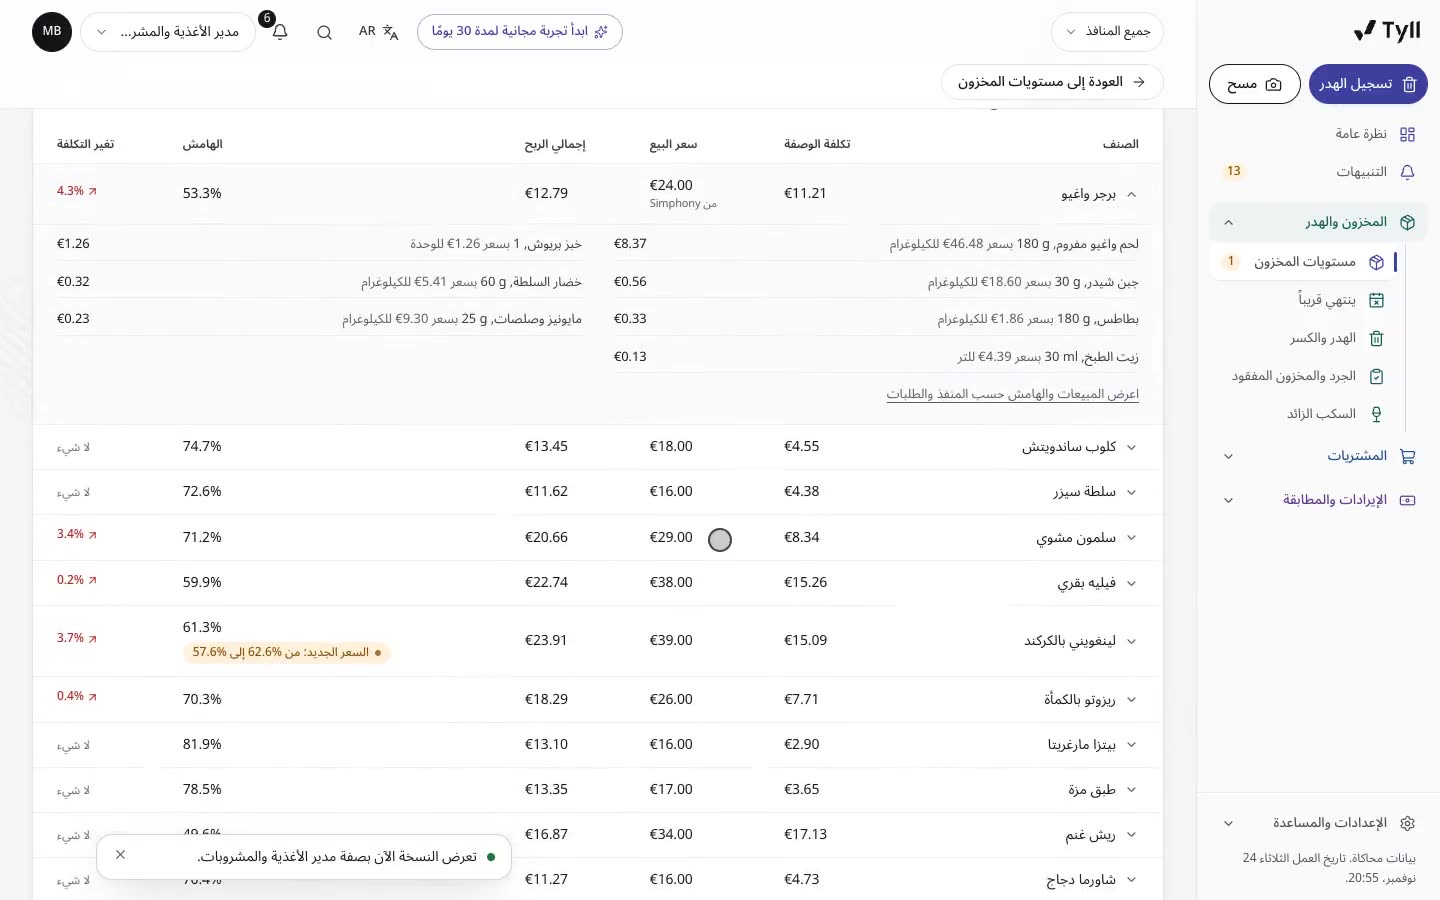 Tyll
تسجيل الهدر
مسح
نظرة عامة
التنبيهات
13
المخزون والهدر
مستويات المخزون
1
ينتهي قريباً
الهدر والكسر
الجرد والمخزون المفقود
السكب الزائد
المشتريات
الإيرادات والمطابقة
الإعدادات والمساعدة
بيانات محاكاة. تاريخ العمل الثلاثاء 24
نوفمبر، 20:55.
جميع المنافذ
ابدأ تجربة مجانية لمدة 30 يومًا
AR
6
مدير الأغذية والمشر...
MB
العودة إلى مستويات المخزون
الصنف تكلفة الوصفة سعر البيع إجمالي الربح الهامش تغير التكلفة
برجر واغيو €11.21 €24.00 €12.79 53.3% 4.3%
من Simphony
لحم واغيو مفروم, 180 g بسعر €46.48 للكيلوغرام €8.37
خبز بريوش, 1 بسعر €1.26 للوحدة €1.26
جبن شيدر, 30 g بسعر €18.60 للكيلوغرام €0.56
خضار السلطة, 60 g بسعر €5.41 للكيلوغرام €0.32
بطاطس, 180 g بسعر €1.86 للكيلوغرام €0.33
مايونيز وصلصات, 25 g بسعر €9.30 للكيلوغرام €0.23
زيت الطبخ, 30 ml بسعر €4.39 للتر €0.13
اعرض المبيعات والهامش حسب المنفذ والطلبات
كلوب ساندويتش €4.55 €18.00 €13.45 74.7% لا شيء
سلطة سيزر €4.38 €16.00 €11.62 72.6% لا شيء
سلمون مشوي €8.34 €29.00 €20.66 71.2% 3.4%
فيليه بقري €15.26 €38.00 €22.74 59.9% 0.2%
لينغويني بالكركند €15.09 €39.00 €23.91 61.3% 3.7%
السعر الجديد: من 62.6% إلى 57.6%
ريزوتو بالكمأة €7.71 €26.00 €18.29 70.3% 0.4%
بيتزا مارغريتا €2.90 €16.00 €13.10 81.9% لا شيء
طبق مزة €3.65 €17.00 €13.35 78.5% لا شيء
ريش غنم €17.13 €34.00 €16.87 لا شيء
شاورما دجاج €4.73 €16.00 €11.27 لا شيء
تعرض النسخة الآن بصفة مدير الأغذية والمشروبات.